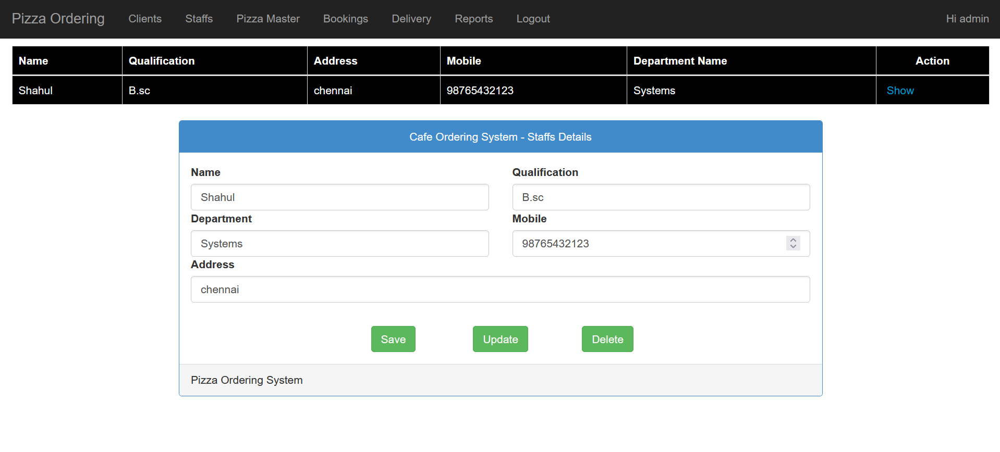 Pizza Ordering Clients Staffs Pizza Master Bookings Delivery Reports Logout Hi admin
Name Qualification Address Mobile Department Name Action
Shahul B.sc chennai 98765432123 Systems Show
Cafe Ordering System - Staffs Details
Name Qualification
Shahul B.sc
Department Mobile
Systems 98765432123
Address
chennai
Save Update Delete
Pizza Ordering System